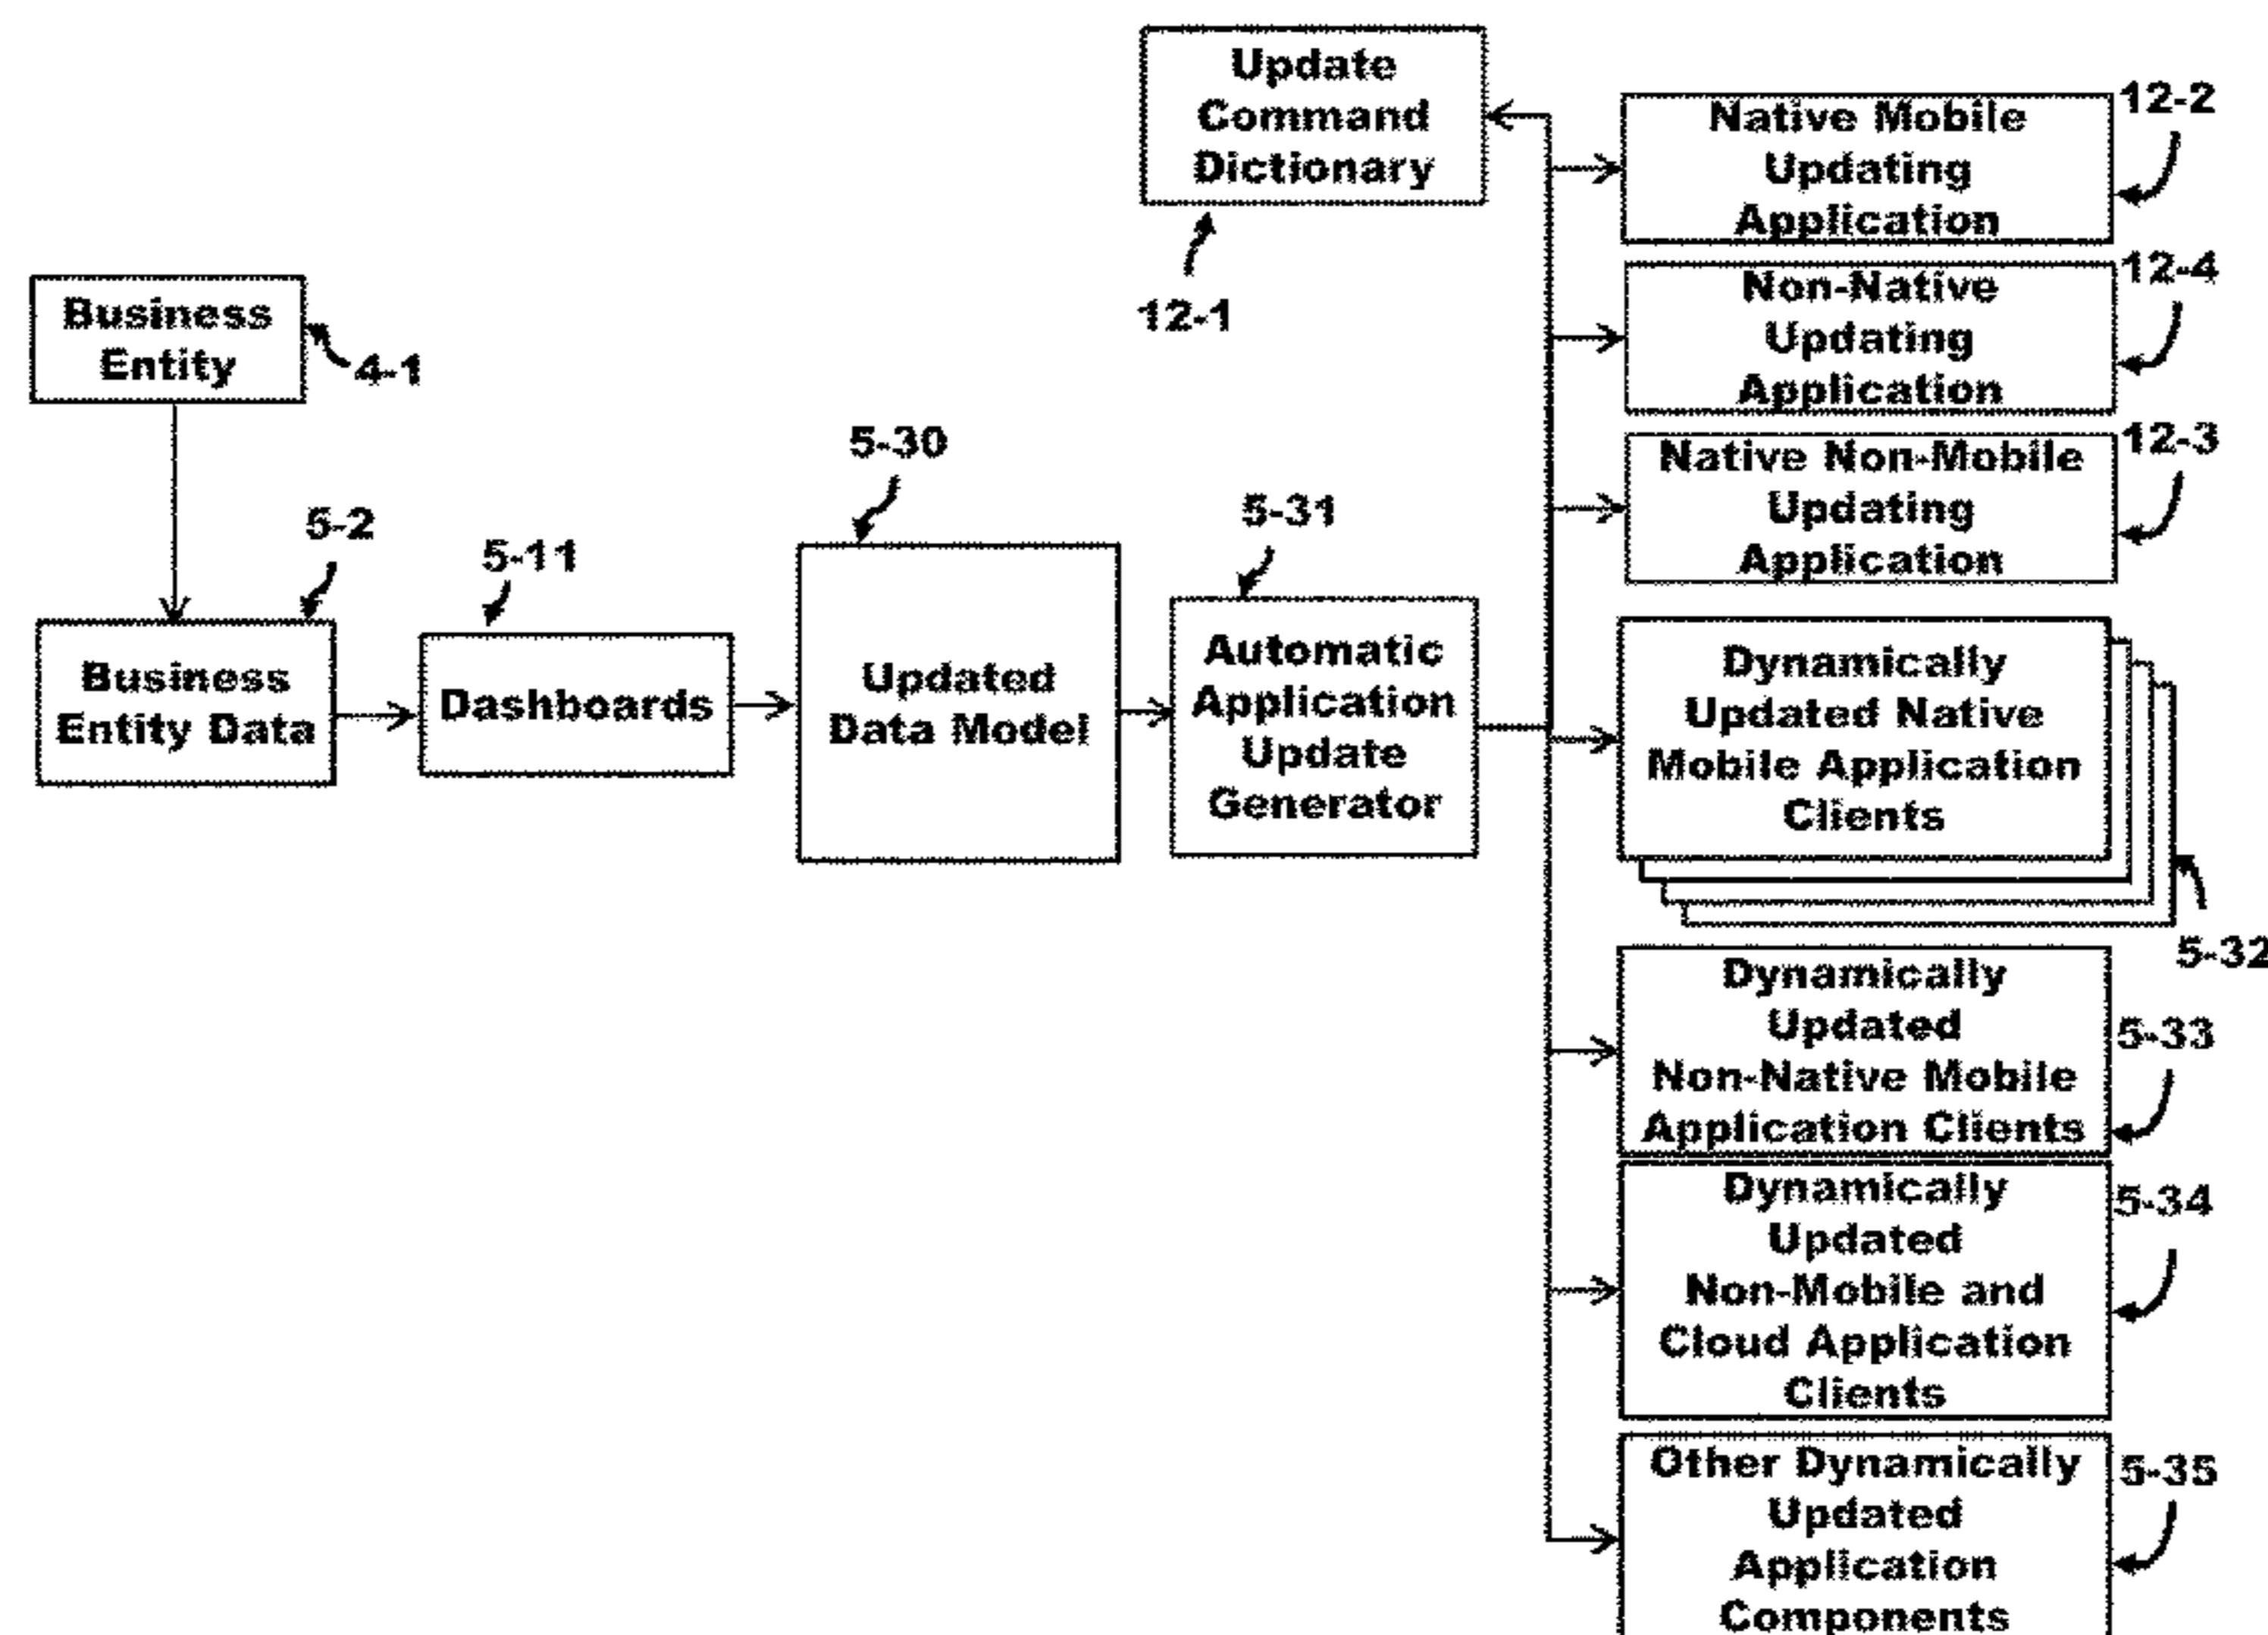 Update
Command
Dictionary
12-1
Native Mobile
Updating
Application
12-2
Non-Native
Updating
Application
12-4
Native Non-Mobile
Updating
Application
12-3
Business
Entity
4-1
Business
Entity Data
5-2
Dashboards
5-11
Updated
Data Model
5-30
Automatic
Application
Update
Generator
5-31
Dynamically
Updated Native
Mobile Application
Clients
5-32
Dynamically
Updated
Non-Native Mobile
Application Clients
5-33
Dynamically
Updated
Non-Mobile and
Cloud Application
Clients
5-34
Other Dynamically
Updated
Application
Components
5-35